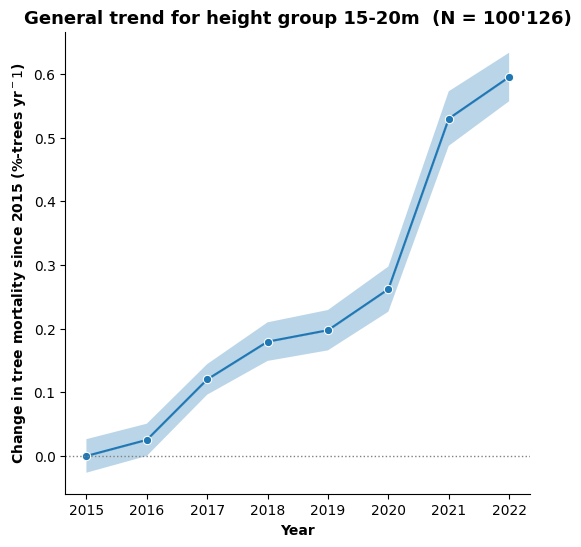 General trend for height group 15-20m (N = 100'126)
Change in tree mortality since 2015 (%-trees yr⁻1)
0.6
0.5
0.4
0.3
0.2
0.1
0.0
2015 2016 2017 2018 2019 2020 2021 2022
Year